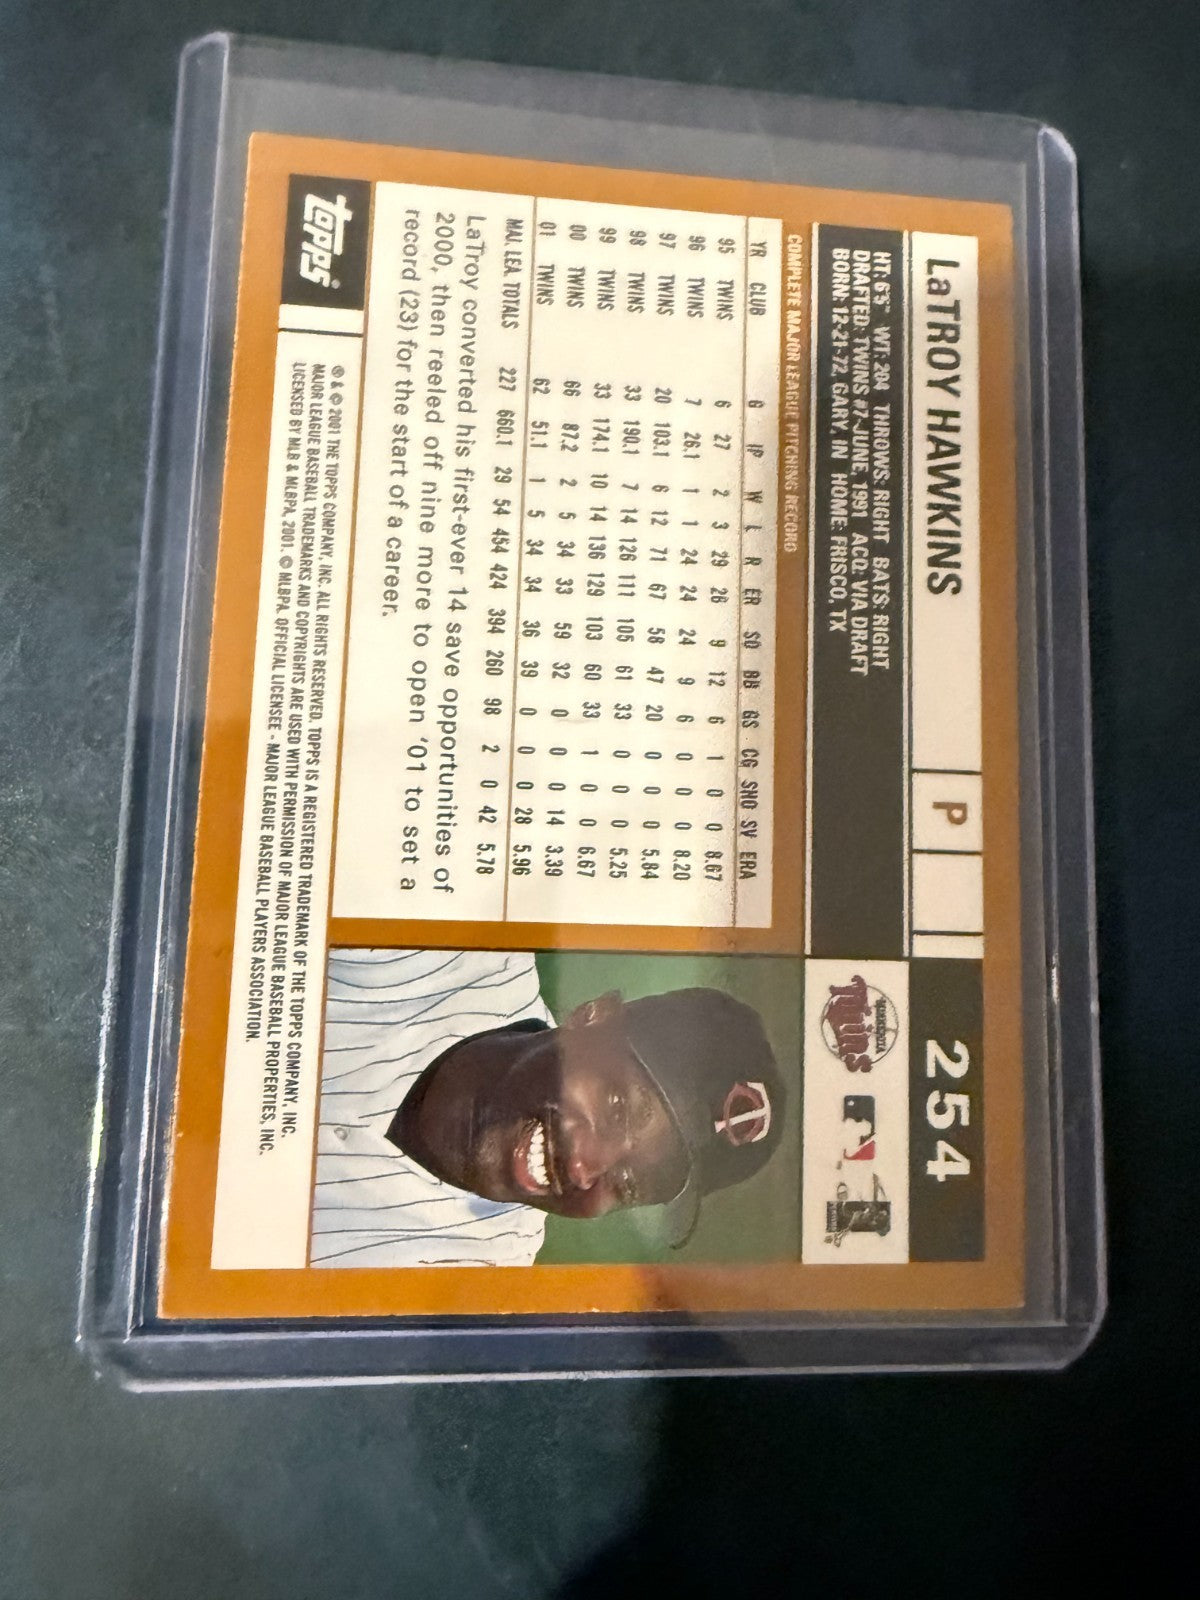 LaTROY HAWKINS P 254
HT: 6'5" WT: 204 THROWS: RIGHT BATS: RIGHT
DRAFTED: TWINS #7-JUNE, 1991 ACQ: VIA DRAFT
BORN: 12-21-72, GARY, IN HOME: FRISCO, TX
MINNESOTA
Twins
COMPLETE MAJOR LEAGUE PITCHING RECORD
YR CLUB G IP W L R ER SO BB GS CG SHO SV ERA
95 TWINS 6 27 2 3 29 26 9 12 6 1 0 0 8.67
96 TWINS 7 26.1 1 1 24 24 24 9 6 0 0 0 8.20
97 TWINS 20 103.1 6 12 71 67 58 47 20 0 0 0 5.84
98 TWINS 33 190.1 7 14 126 111 105 61 33 0 0 0 5.25
99 TWINS 33 174.1 10 14 136 129 103 60 33 1 0 0 6.67
00 TWINS 66 87.2 2 5 34 33 59 32 0 0 0 14 3.39
01 TWINS 62 51.1 1 5 34 34 36 39 0 0 0 28 5.96
MAJ. LEA. TOTALS 227 660.1 29 54 454 424 394 260 98 2 0 42 5.78
LaTroy converted his first-ever 14 save opportunities of
2000, then reeled off nine more to open '01 to set a
record (23) for the start of a career.
TC
topps®
® & © 2001 THE TOPPS COMPANY, INC. ALL RIGHTS RESERVED. TOPPS IS A REGISTERED TRADEMARK OF THE TOPPS COMPANY, INC.
MAJOR LEAGUE BASEBALL TRADEMARKS AND COPYRIGHTS ARE USED WITH PERMISSION OF MAJOR LEAGUE BASEBALL PROPERTIES, INC.
LICENSED BY MLB & MLBPA, 2001. © MLBPA. OFFICIAL LICENSEE - MAJOR LEAGUE BASEBALL PLAYERS ASSOCIATION.